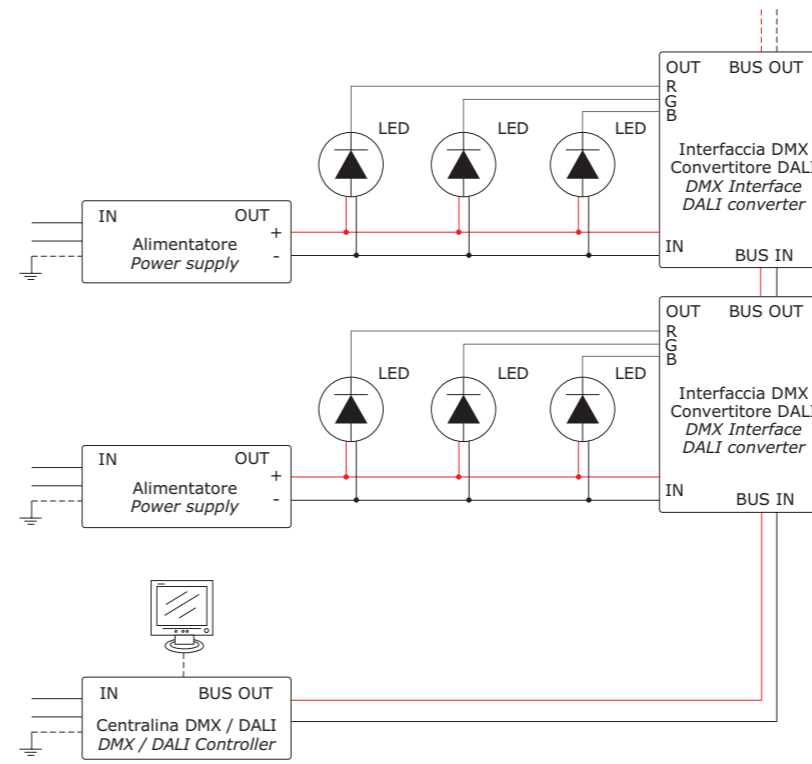 OUT BUS OUT
R
G
B
LED LED LED
Interfaccia DMX
Convertitore DALI
DMX Interface
DALI converter
IN OUT
+
Alimentatore
Power supply
-
IN
BUS IN
OUT BUS OUT
R
G
B
LED LED LED
Interfaccia DMX
Convertitore DALI
DMX Interface
DALI converter
IN OUT
+
Alimentatore
Power supply
-
IN
BUS IN
IN BUS OUT
Centralina DMX / DALI
DMX / DALI Controller